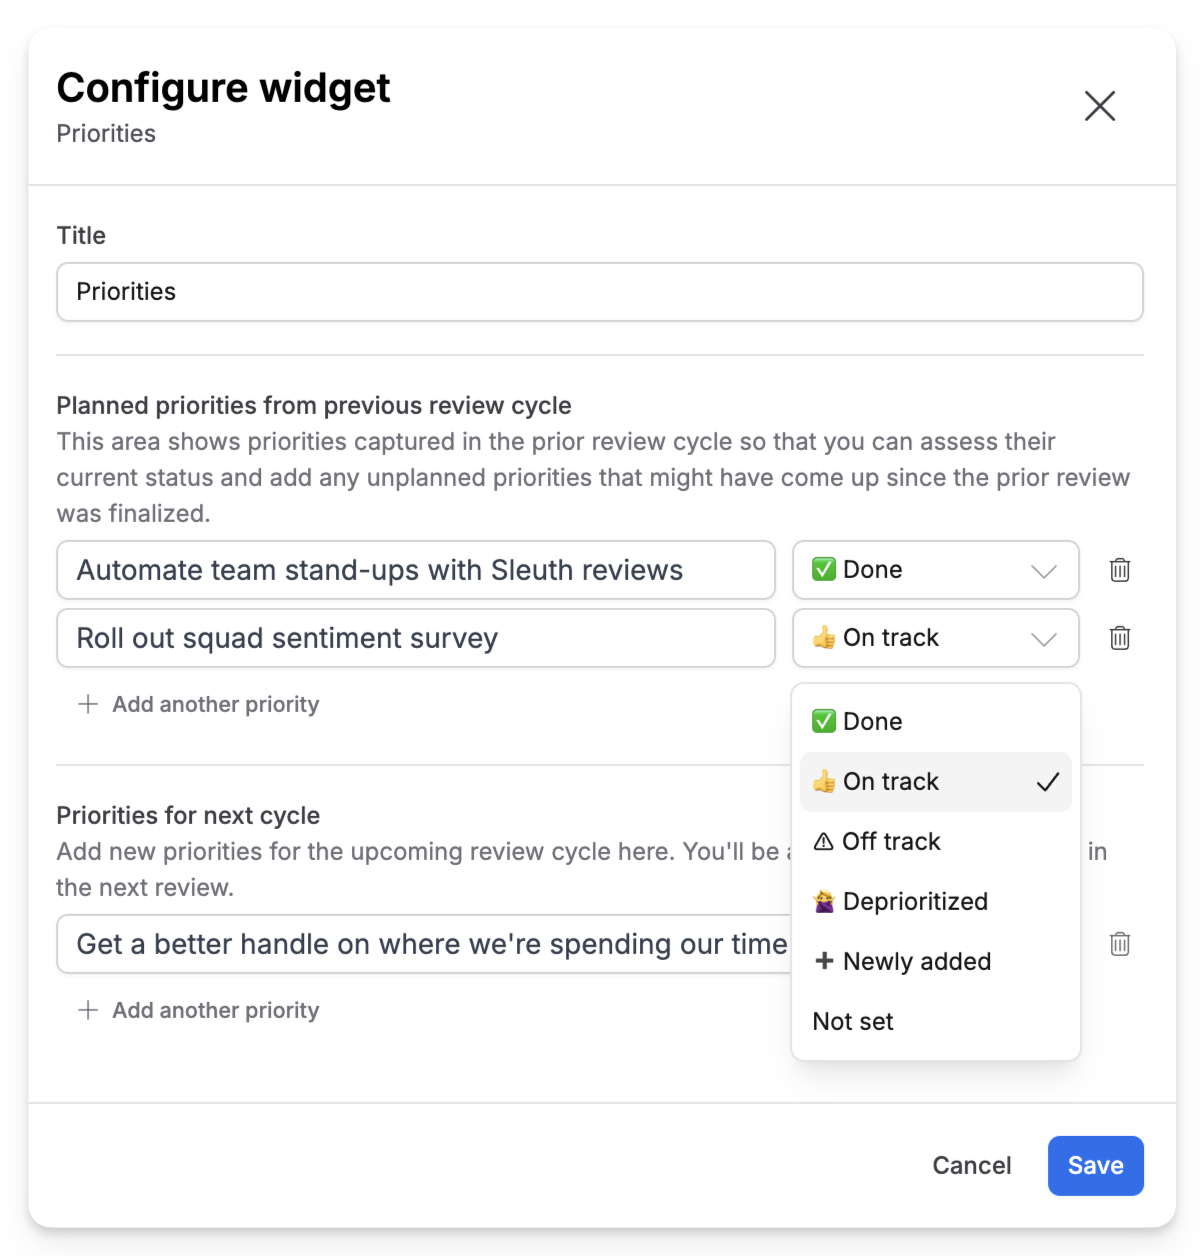 Configure widget
Priorities
Title
Priorities
Planned priorities from previous review cycle
This area shows priorities captured in the prior review cycle so that you can assess their
current status and add any unplanned priorities that might have come up since the prior review
was finalized.
Automate team stand-ups with Sleuth reviews
✅ Done
Roll out squad sentiment survey
👍 On track
+ Add another priority
✅ Done
👍 On track
⚠ Off track
🙅‍♀️ Deprioritized
➕ Newly added
Not set
Priorities for next cycle
Add new priorities for the upcoming review cycle here. You'll be in
the next review.
Get a better handle on where we're spending our time
+ Add another priority
Cancel
Save